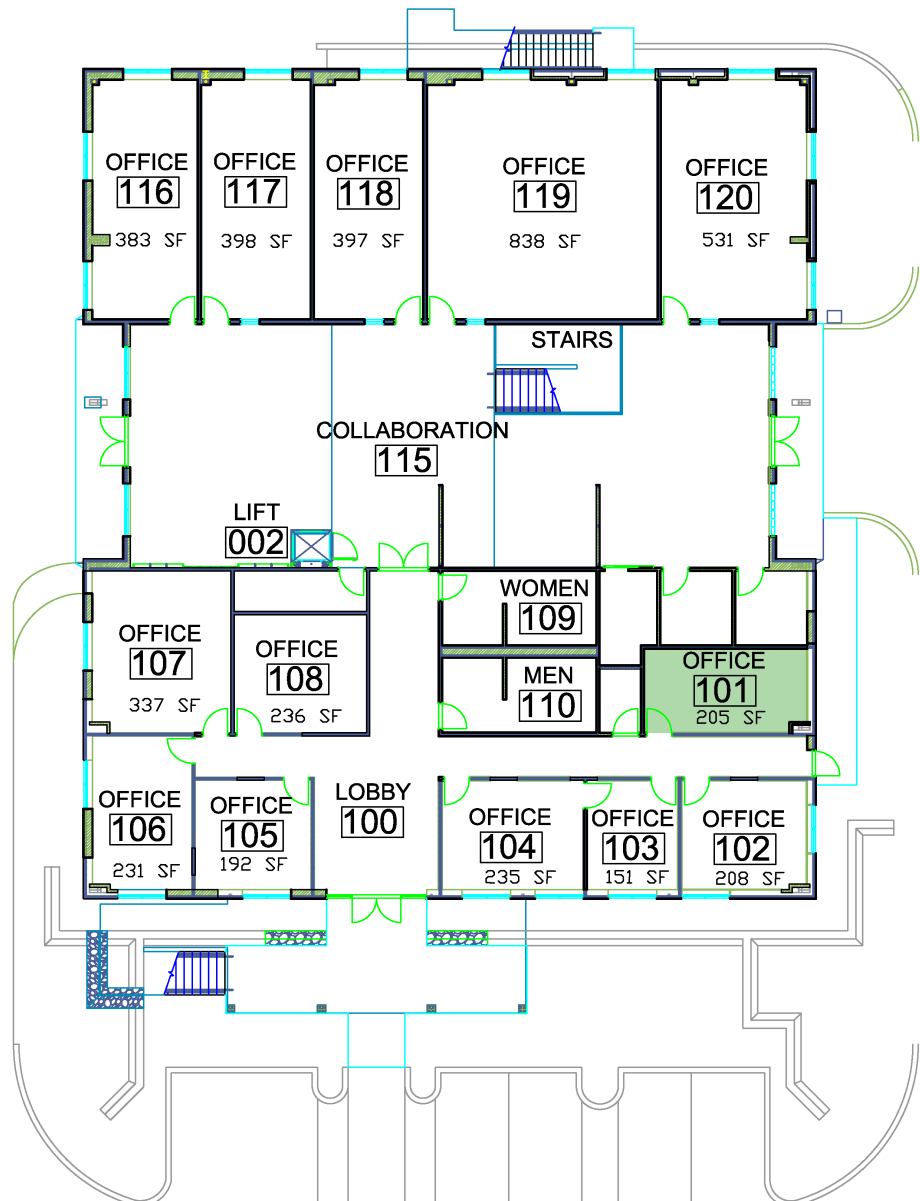 OFFICE
116
383 SF
OFFICE
117
398 SF
OFFICE
118
397 SF
OFFICE
119
838 SF
OFFICE
120
531 SF
STAIRS
COLLABORATION
115
LIFT
002
WOMEN
109
OFFICE
107
337 SF
OFFICE
108
236 SF
MEN
110
OFFICE
101
205 SF
OFFICE
106
231 SF
OFFICE
105
192 SF
LOBBY
100
OFFICE
104
235 SF
OFFICE
103
151 SF
OFFICE
102
208 SF